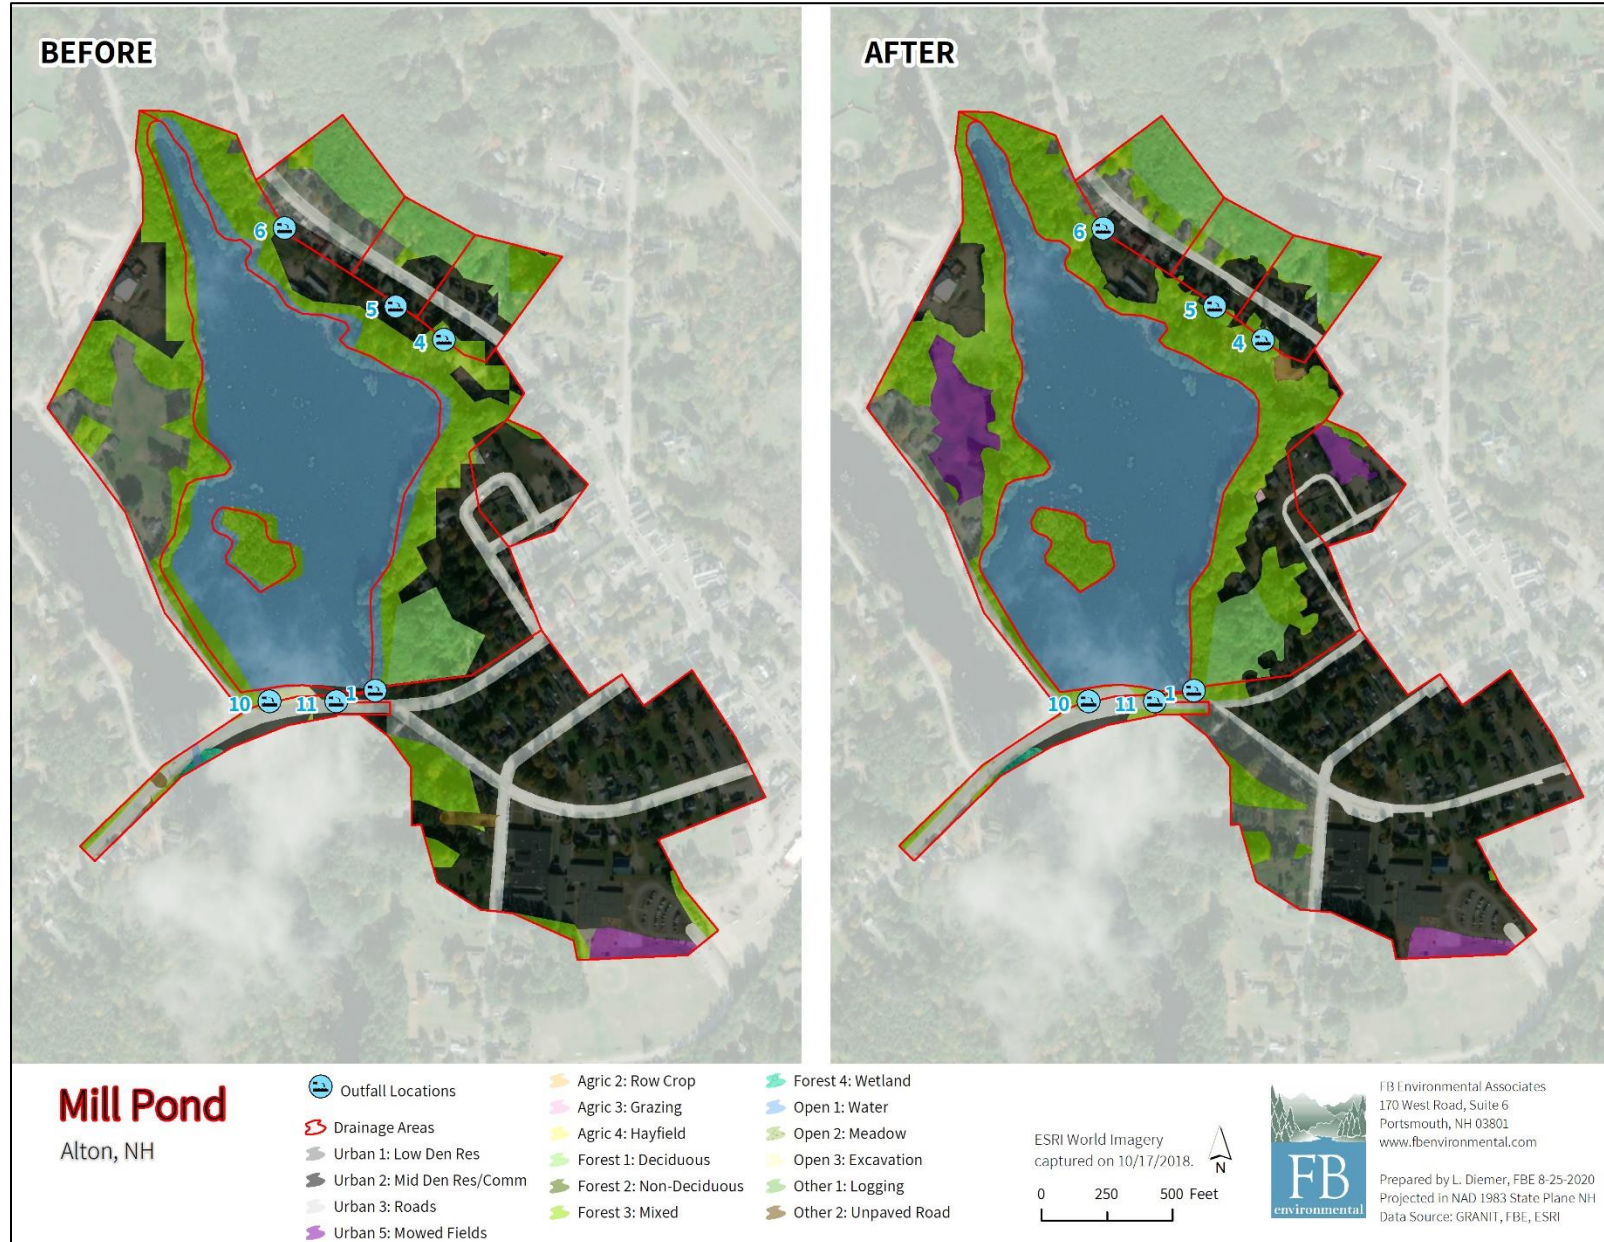 BEFORE
AFTER
6
5
4
10
11
1
6
5
4
10
11
1
Mill Pond
Alton, NH
Outfall Locations
Drainage Areas
Urban 1: Low Den Res
Urban 2: Mid Den Res/Comm
Urban 3: Roads
Urban 5: Mowed Fields
Agric 2: Row Crop
Agric 3: Grazing
Agric 4: Hayfield
Forest 1: Deciduous
Forest 2: Non-Deciduous
Forest 3: Mixed
Forest 4: Wetland
Open 1: Water
Open 2: Meadow
Open 3: Excavation
Other 1: Logging
Other 2: Unpaved Road
ESRI World Imagery
captured on 10/17/2018.
N
0 250 500 Feet
FB
environmental
FB Environmental Associates
170 West Road, Suite 6
Portsmouth, NH 03801
www.fbenvironmental.com
Prepared by L. Diemer, FBE 8-25-2020
Projected in NAD 1983 State Plane NH
Data Source: GRANIT, FBE, ESRI